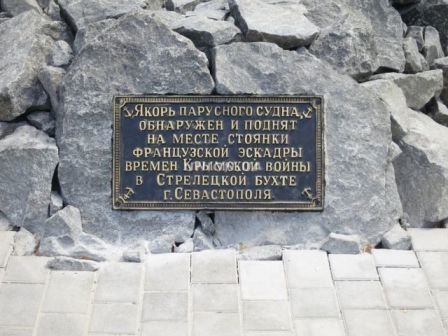 Якорь парусного судна
обнаружен и поднят
на месте стоянки
французской эскадры
времен Крымской войны
в Стрелецкой бухте
г. Севастополя